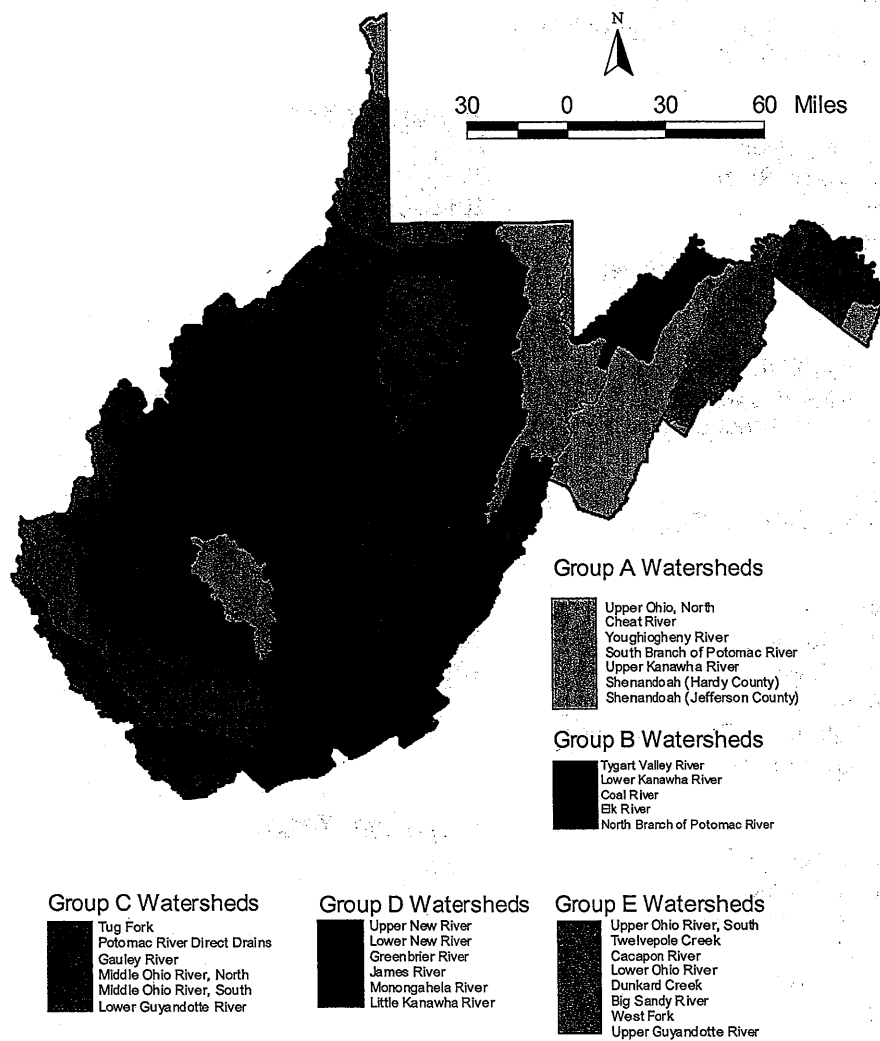 N
30 0 30 60 Miles
Group A Watersheds
Upper Ohio, North
Cheat River
Youghiogheny River
South Branch of Potomac River
Upper Kanawha River
Shenandoah (Hardy County)
Shenandoah (Jefferson County)
Group B Watersheds
Tygart Valley River
Lower Kanawha River
Coal River
Elk River
North Branch of Potomac River
Group C Watersheds
Tug Fork
Potomac River Direct Drains
Gauley River
Middle Ohio River, North
Middle Ohio River, South
Lower Guyandotte River
Group D Watersheds
Upper New River
Lower New River
Greenbrier River
James River
Monongahela River
Little Kanawha River
Group E Watersheds
Upper Ohio River, South
Twelvepole Creek
Cacapon River
Lower Ohio River
Dunkard Creek
Big Sandy River
West Fork
Upper Guyandotte River